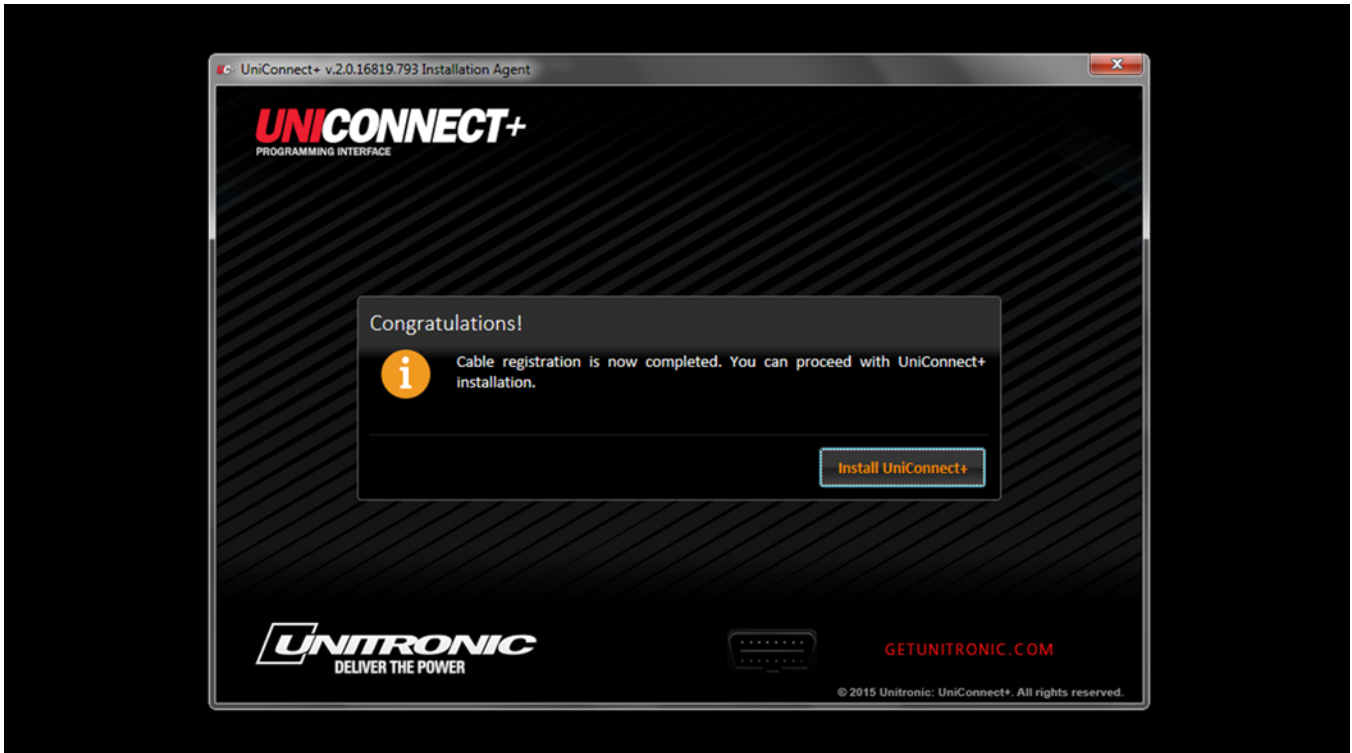 UniConnect+ v.2.0.16819.793 Installation Agent
UNICONNECT+
PROGRAMMING INTERFACE
Congratulations!
Cable registration is now completed. You can proceed with UniConnect+
installation.
Install UniConnect+
UNITRONIC
DELIVER THE POWER
GETUNITRONIC.COM
© 2015 Unitronic: UniConnect+. All rights reserved.